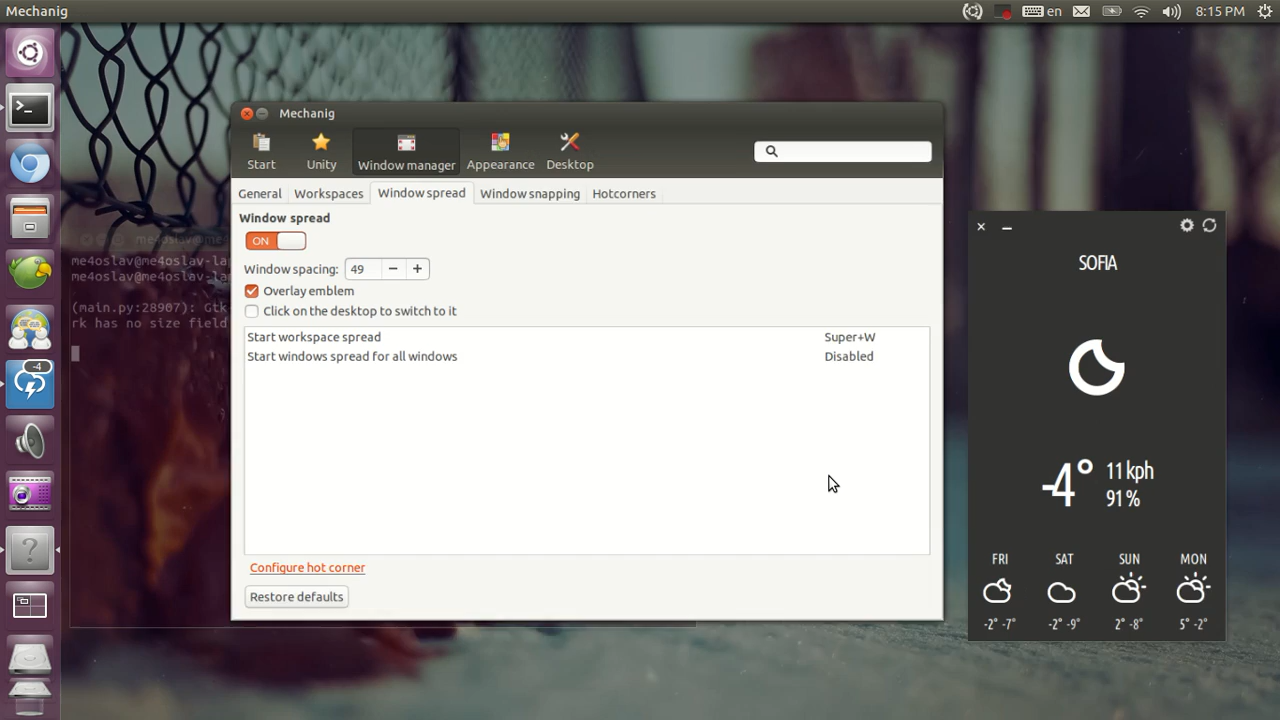 Mechanig
en
8:15 PM
Mechanig
Start
Unity
Window manager
Appearance
Desktop
General
Workspaces
Window spread
Window snapping
Hotcorners
Window spread
ON
Window spacing: 49
Overlay emblem
Click on the desktop to switch to it
Start workspace spread Super+W
Start windows spread for all windows Disabled
Configure hot corner
Restore defaults
me4oslav@me
me4oslav@me4oslav-la
me4oslav@me4oslav-la
(main.py:28907): Gtk
rk has no size field
-4
SOFIA
-4°
11 kph
91 %
FRI SAT SUN MON
-2° -7° -2° -9° 2° -8° 5° -2°